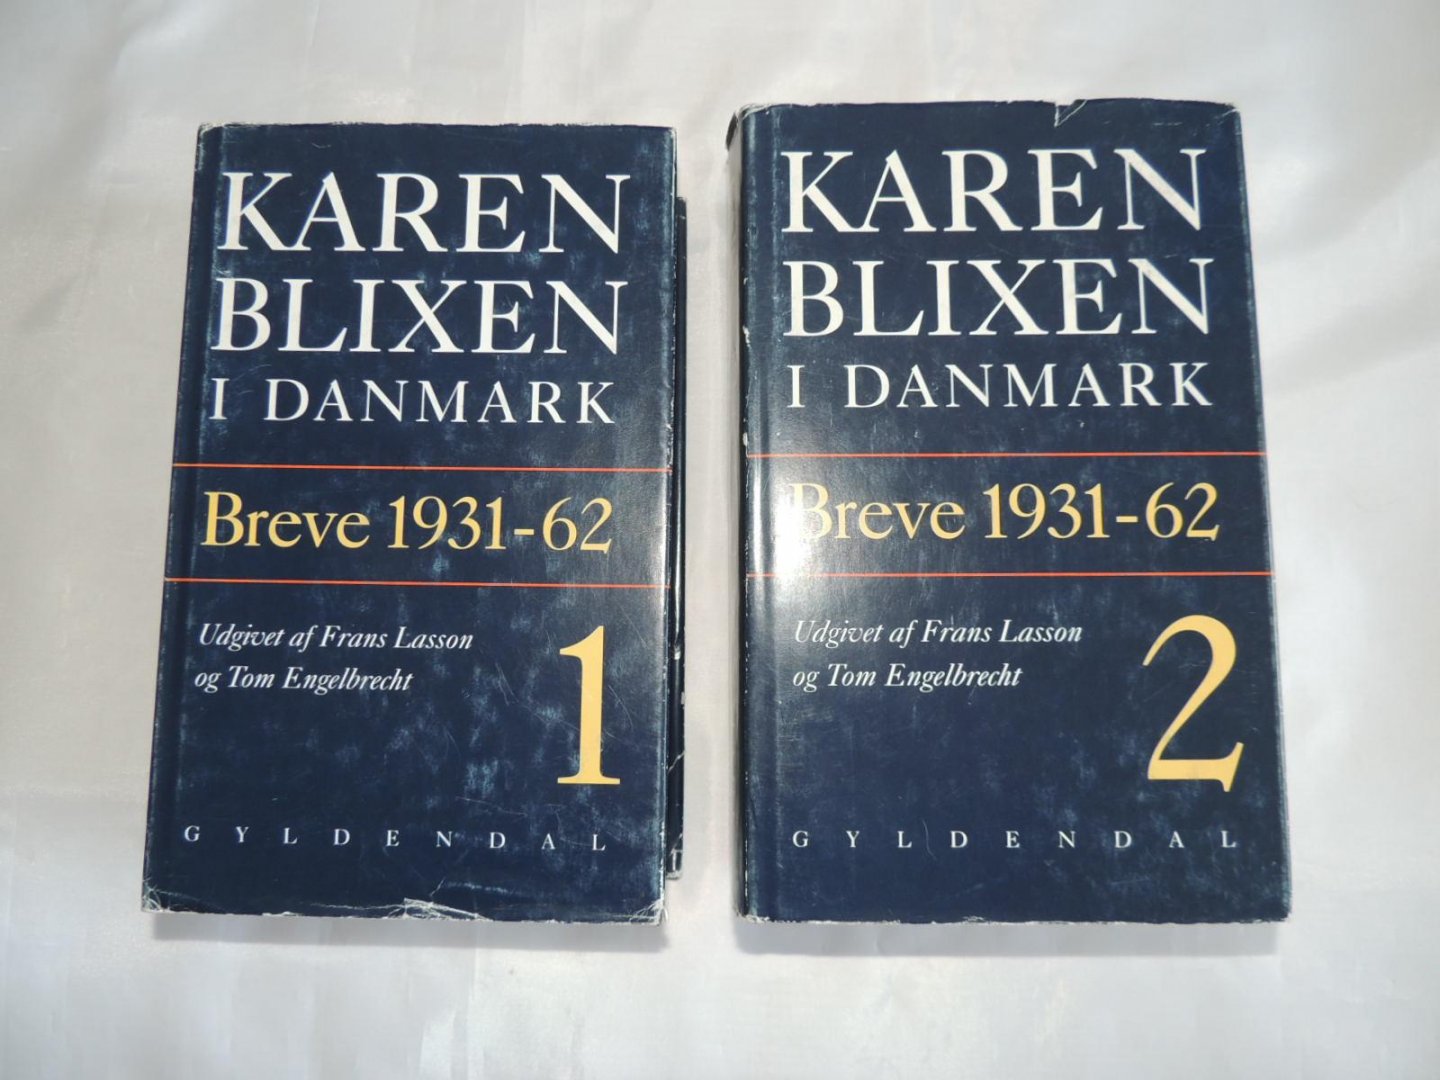 KAREN
BLIXEN
I DANMARK
Breve 1931-62
Udgivet af Frans Lasson
og Tom Engelbrecht
1
GYLDENDAL
KAREN
BLIXEN
I DANMARK
Breve 1931-62
Udgivet af Frans Lasson
og Tom Engelbrecht
2
GYLDENDAL